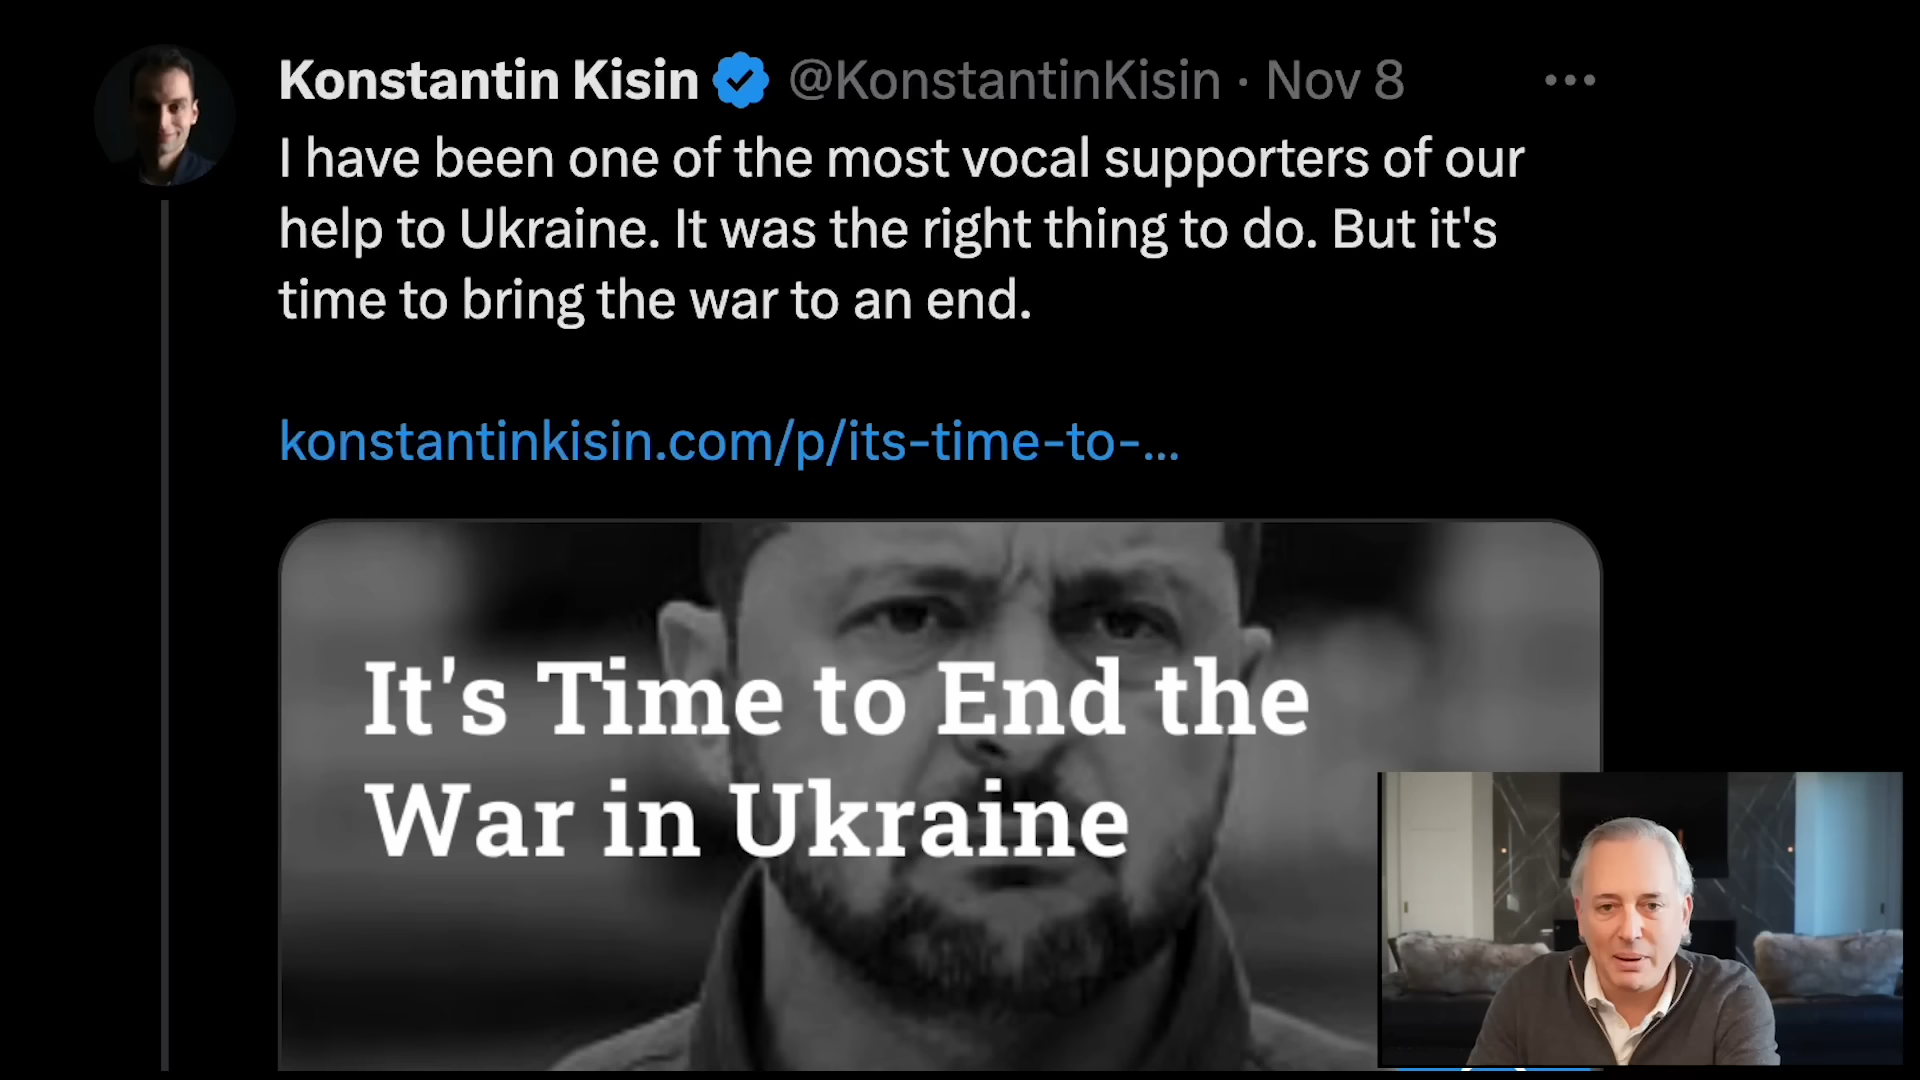 Konstantin Kisin @KonstantinKisin · Nov 8
I have been one of the most vocal supporters of our
help to Ukraine. It was the right thing to do. But it's
time to bring the war to an end.
konstantinkisin.com/p/its-time-to-...
It's Time to End the
War in Ukraine